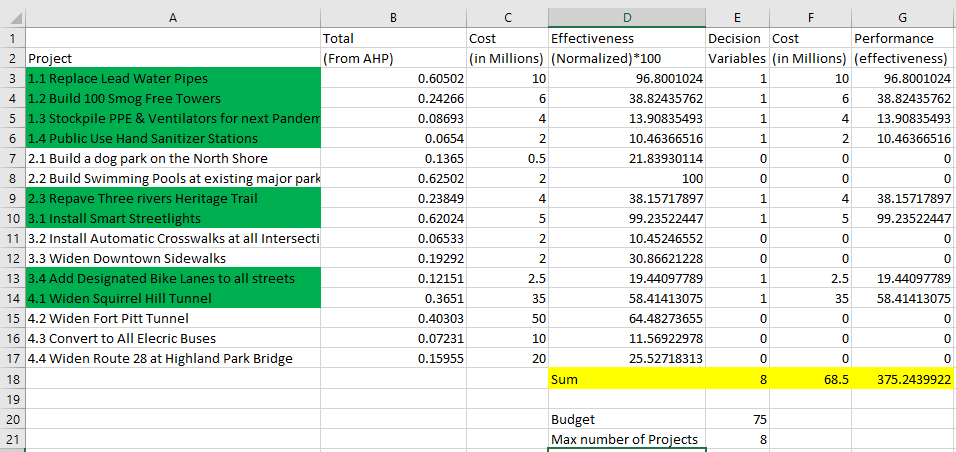 A B C D E F G
1 Total Cost Effectiveness Decision Cost Performance
2 Project (From AHP) (in Millions) (Normalized)*100 Variables (in Millions) (effectiveness)
3 1.1 Replace Lead Water Pipes 0.60502 10 96.8001024 1 10 96.8001024
4 1.2 Build 100 Smog Free Towers 0.24266 6 38.82435762 1 6 38.82435762
5 1.3 Stockpile PPE & Ventilators for next Pandem 0.08693 4 13.90835493 1 4 13.90835493
6 1.4 Public Use Hand Sanitizer Stations 0.0654 2 10.46366516 1 2 10.46366516
7 2.1 Build a dog park on the North Shore 0.1365 0.5 21.83930114 0 0 0
8 2.2 Build Swimming Pools at existing major park 0.62502 2 100 0 0 0
9 2.3 Repave Three rivers Heritage Trail 0.23849 4 38.15717897 1 4 38.15717897
10 3.1 Install Smart Streetlights 0.62024 5 99.23522447 1 5 99.23522447
11 3.2 Install Automatic Crosswalks at all Intersecti 0.06533 2 10.45246552 0 0 0
12 3.3 Widen Downtown Sidewalks 0.19292 2 30.86621228 0 0 0
13 3.4 Add Designated Bike Lanes to all streets 0.12151 2.5 19.44097789 1 2.5 19.44097789
14 4.1 Widen Squirrel Hill Tunnel 0.3651 35 58.41413075 1 35 58.41413075
15 4.2 Widen Fort Pitt Tunnel 0.40303 50 64.48273655 0 0 0
16 4.3 Convert to All Elecric Buses 0.07231 10 11.56922978 0 0 0
17 4.4 Widen Route 28 at Highland Park Bridge 0.15955 20 25.52718313 0 0 0
18 Sum 8 68.5 375.2439922
19
20 Budget 75
21 Max number of Projects 8